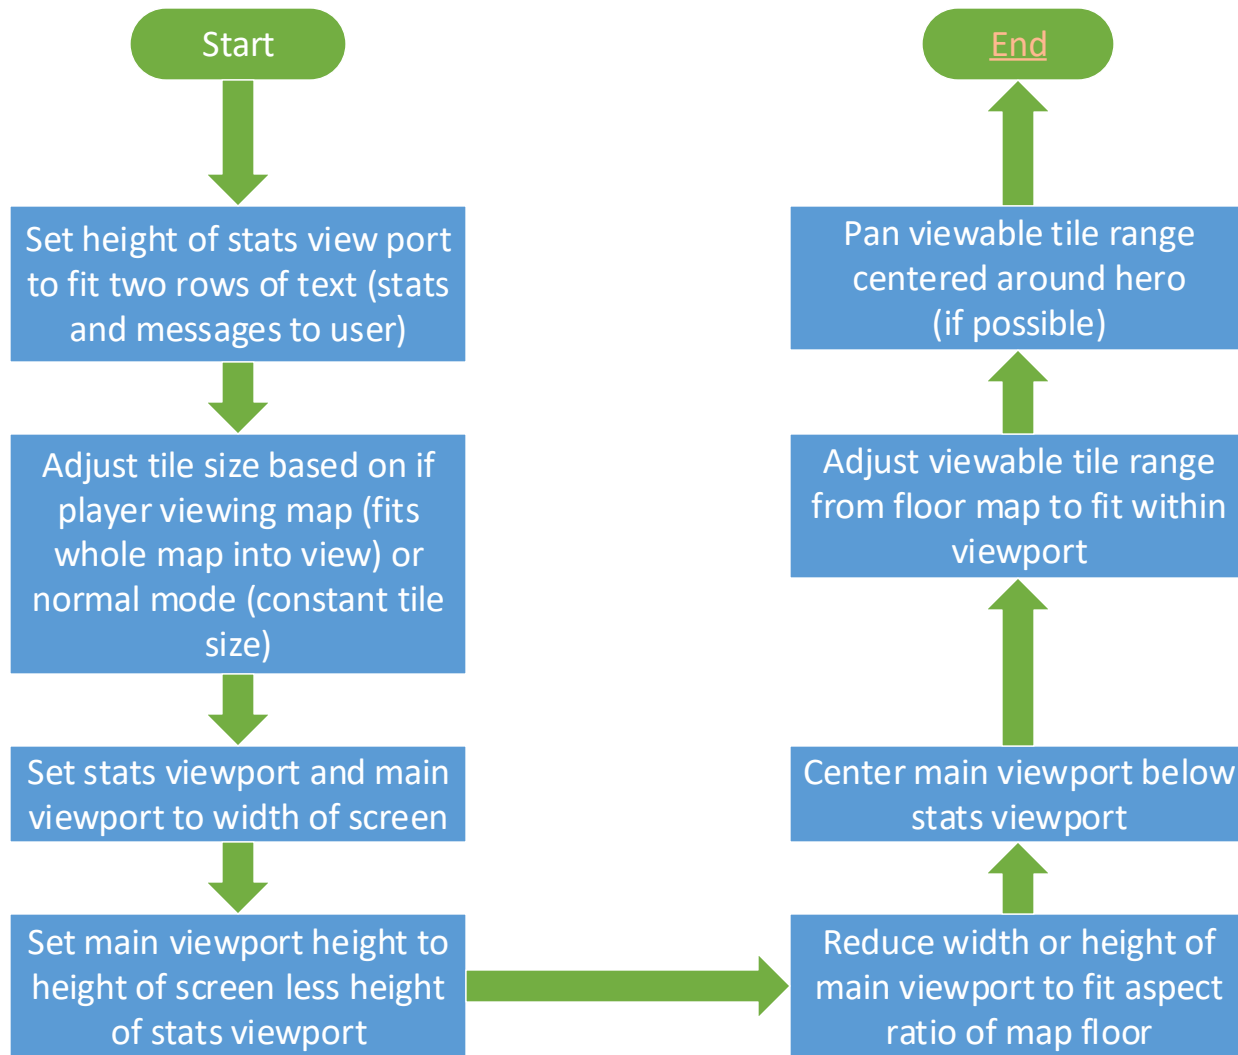 Start
Set height of stats view port
to fit two rows of text (stats
and messages to user)
Adjust tile size based on if
player viewing map (fits
whole map into view) or
normal mode (constant tile
size)
Set stats viewport and main
viewport to width of screen
Set main viewport height to
height of screen less height
of stats viewport
Reduce width or height of
main viewport to fit aspect
ratio of map floor
Center main viewport below
stats viewport
Adjust viewable tile range
from floor map to fit within
viewport
Pan viewable tile range
centered around hero
(if possible)
End